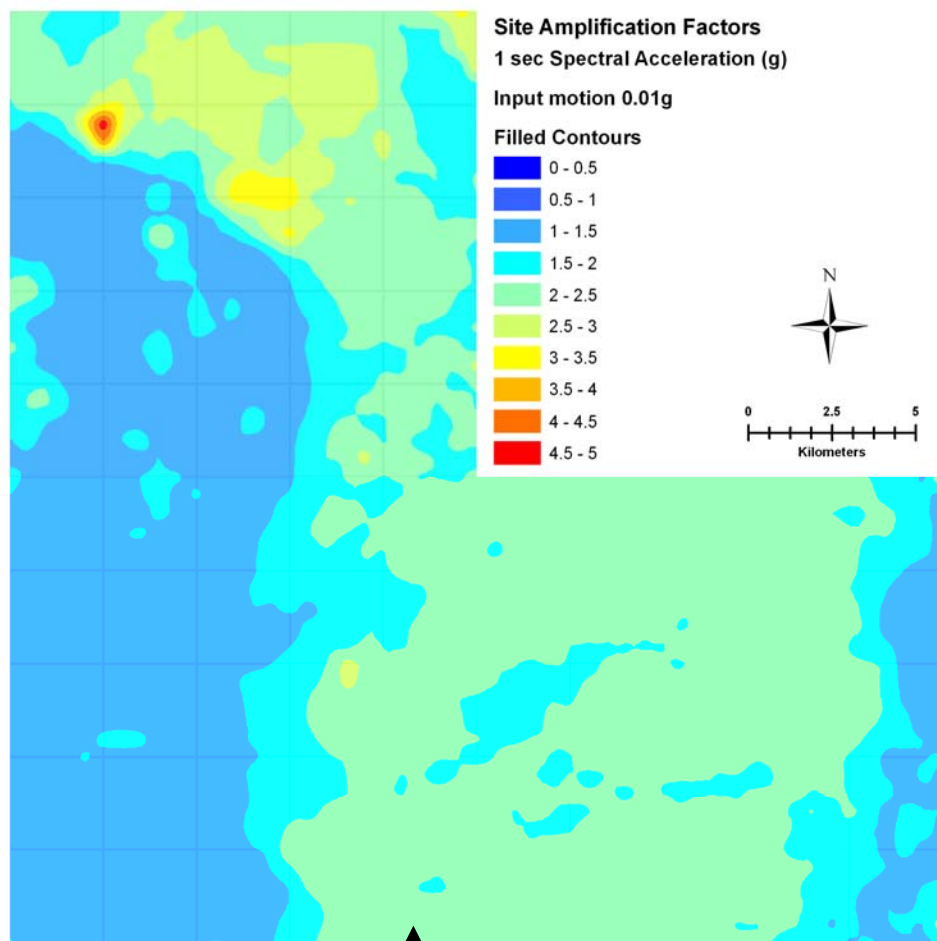 Site Amplification Factors
1 sec Spectral Acceleration (g)
Input motion 0.01g
Filled Contours
0 - 0.5
0.5 - 1
1 - 1.5
1.5 - 2
2 - 2.5
2.5 - 3
3 - 3.5
3.5 - 4
4 - 4.5
4.5 - 5
N
0 2.5 5
Kilometers